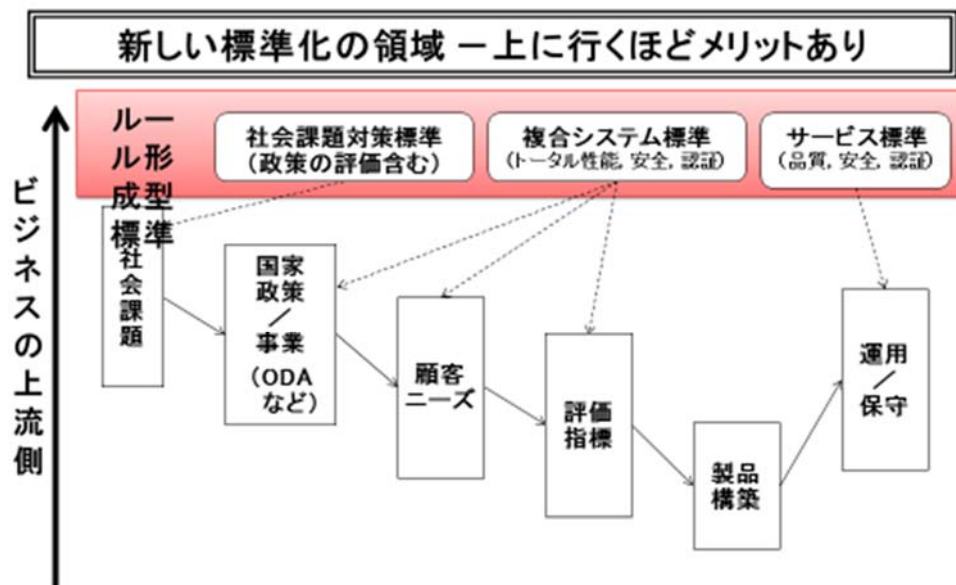 新しい標準化の領域 －上に行くほどメリットあり
ルー
ル形
成型
標準
社会課題対策標準
（政策の評価含む）
複合システム標準
（トータル性能, 安全, 認証）
サービス標準
（品質, 安全, 認証）
ビジネスの上流側
社会課題
国家
政策
／
事業
（ODA
など）
顧客
ニーズ
評価
指標
製品
構築
運用
／
保守